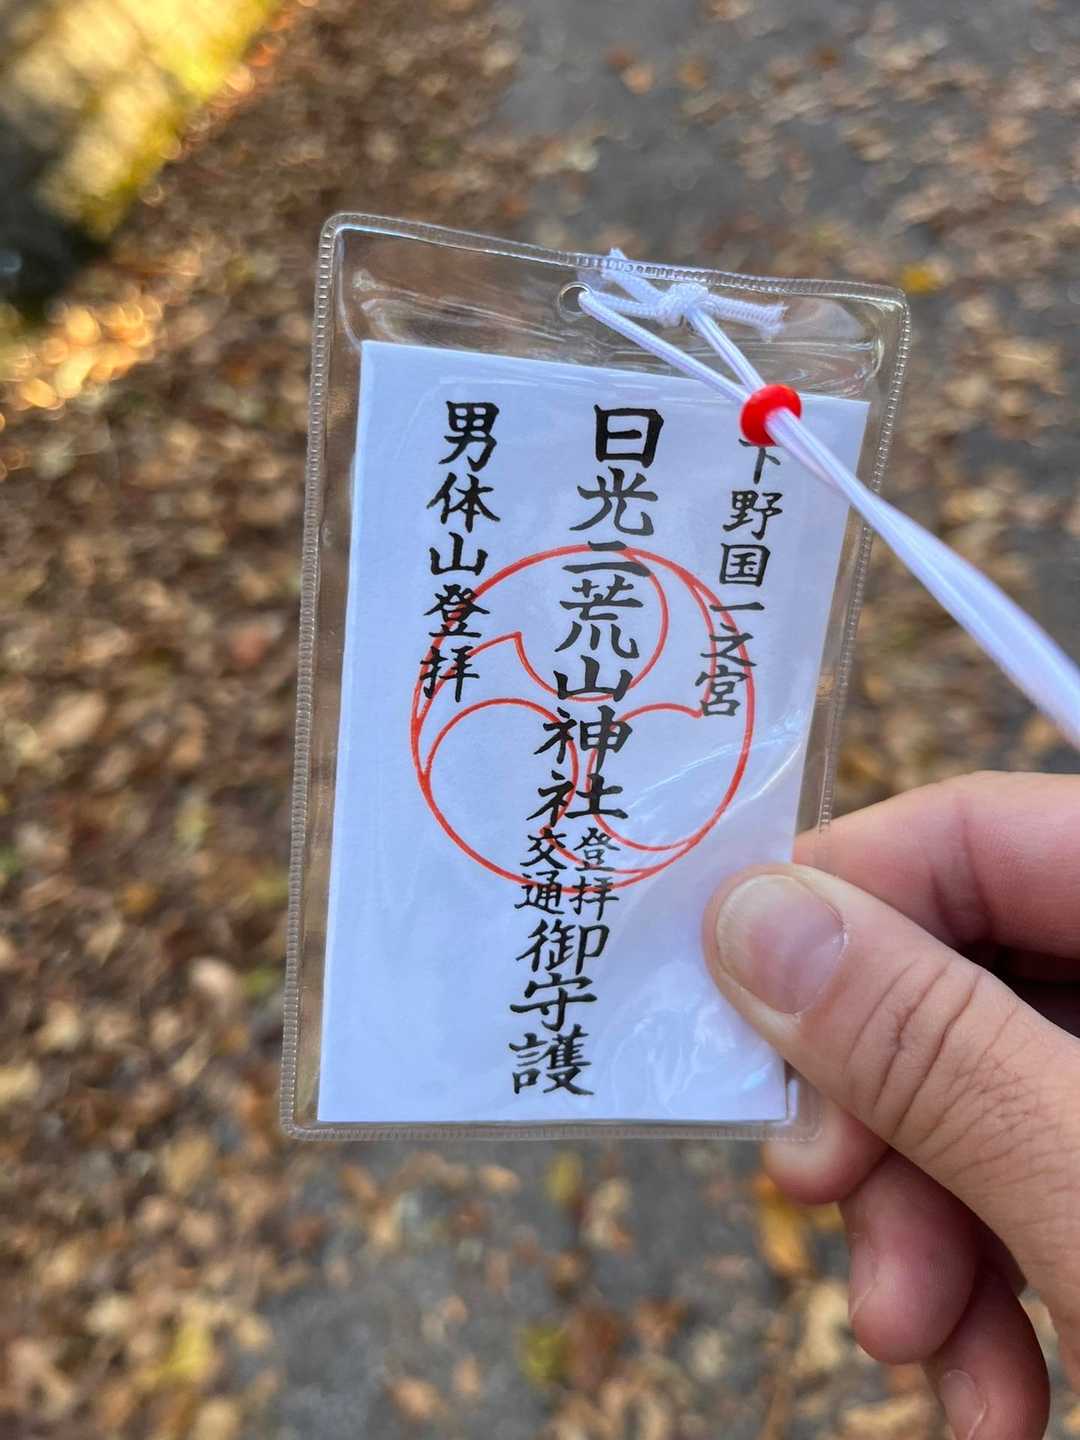 下野国一之宮
日光二荒山神社
登拝
交通
御守護
男体山登拝